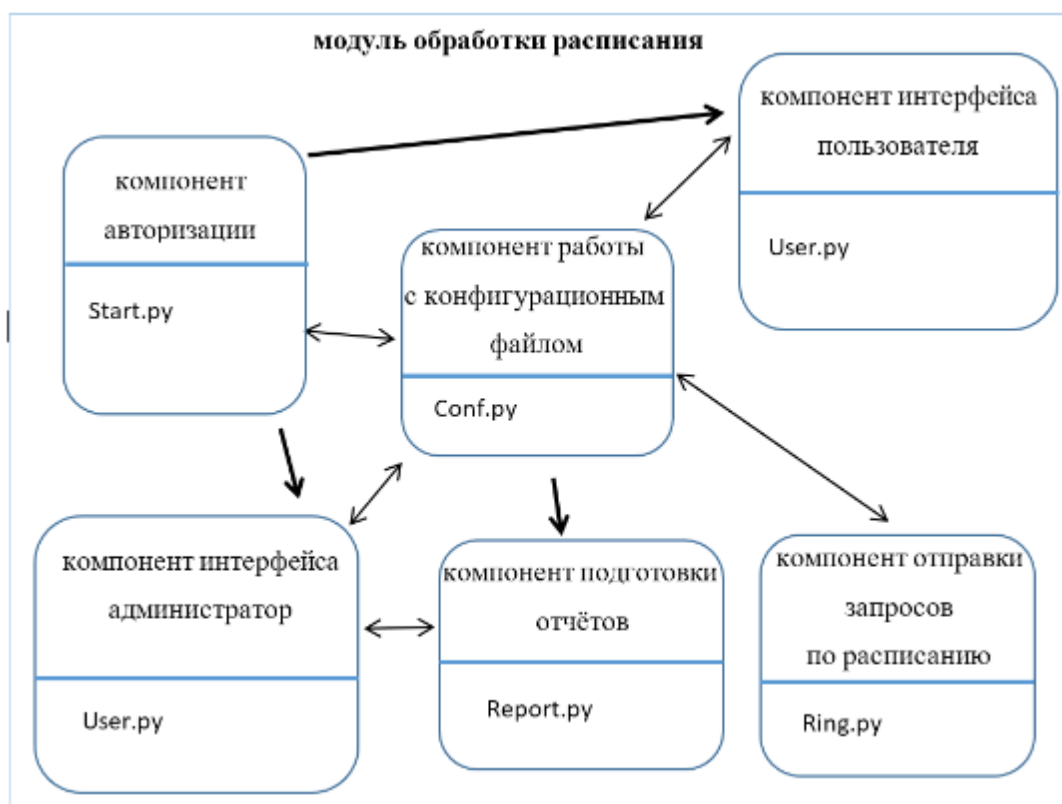 модуль обработки расписания
компонент интерфейса
пользователя
User.py
компонент
авторизации
Start.py
компонент работы
с конфигурационным
файлом
Conf.py
компонент интерфейса
администратор
User.py
компонент подготовки
отчётов
Report.py
компонент отправки
запросов
по расписанию
Ring.py